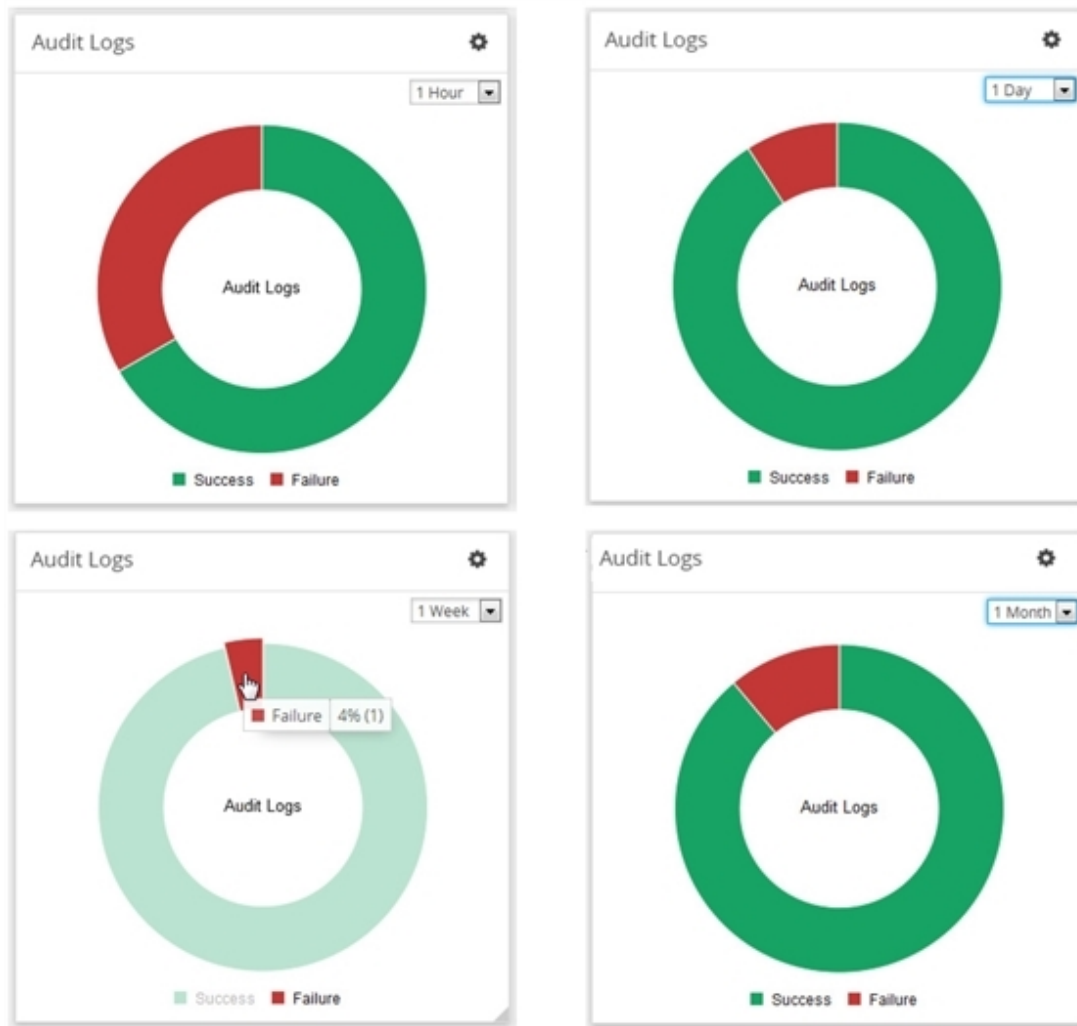 Audit Logs
1 Hour
Audit Logs
Success Failure
Audit Logs
1 Day
Audit Logs
Success Failure
Audit Logs
1 Week
Failure 4% (1)
Audit Logs
Success Failure
Audit Logs
1 Month
Audit Logs
Success Failure